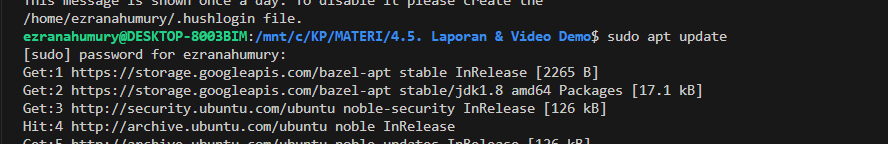 This message is shown once a day. To disable it please create the
/home/ezranahumury/.hushlogin file.
ezranahumury@DESKTOP-8003BIM:/mnt/c/KP/MATERI/4.5. Laporan & Video Demo$ sudo apt update
[sudo] password for ezranahumury:
Get:1 https://storage.googleapis.com/bazel-apt stable InRelease [2265 B]
Get:2 https://storage.googleapis.com/bazel-apt stable/jdk1.8 amd64 Packages [17.1 kB]
Get:3 http://security.ubuntu.com/ubuntu noble-security InRelease [126 kB]
Hit:4 http://archive.ubuntu.com/ubuntu noble InRelease
Get:5 http://archive.ubuntu.com/ubuntu noble-updates InRelease [126 kB]